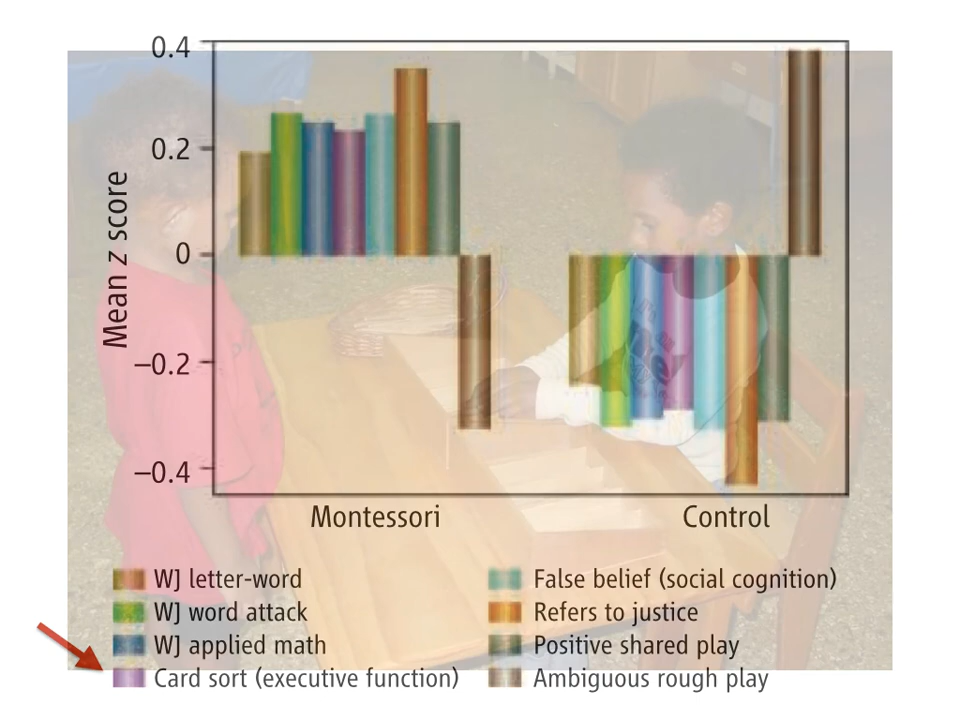 0.4
0.2
0
–0.2
–0.4
Mean z score
Montessori
Control
WJ letter-word
WJ word attack
WJ applied math
Card sort (executive function)
False belief (social cognition)
Refers to justice
Positive shared play
Ambiguous rough play